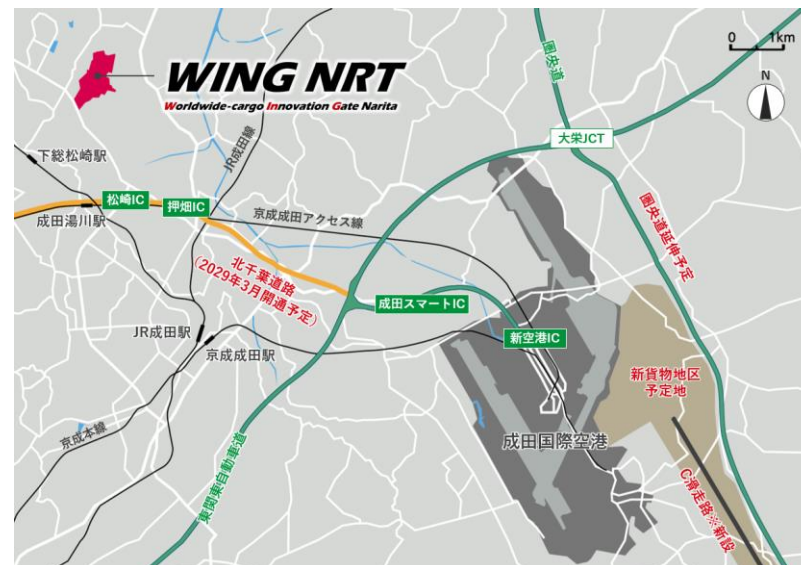 WING NRT
Worldwide-cargo Innovation Gate Narita
0 1km
N
圏央道
大栄JCT
JR成田線
下総松崎駅
松崎IC
押畑IC
成田湯川駅
京成成田アクセス線
北千葉道路
(2029年3月開通予定)
圏央道延伸予定
成田スマートIC
新空港IC
JR成田駅
京成成田駅
新貨物地区
予定地
成田国際空港
京成本線
東関東自動車道
C滑走路※新設